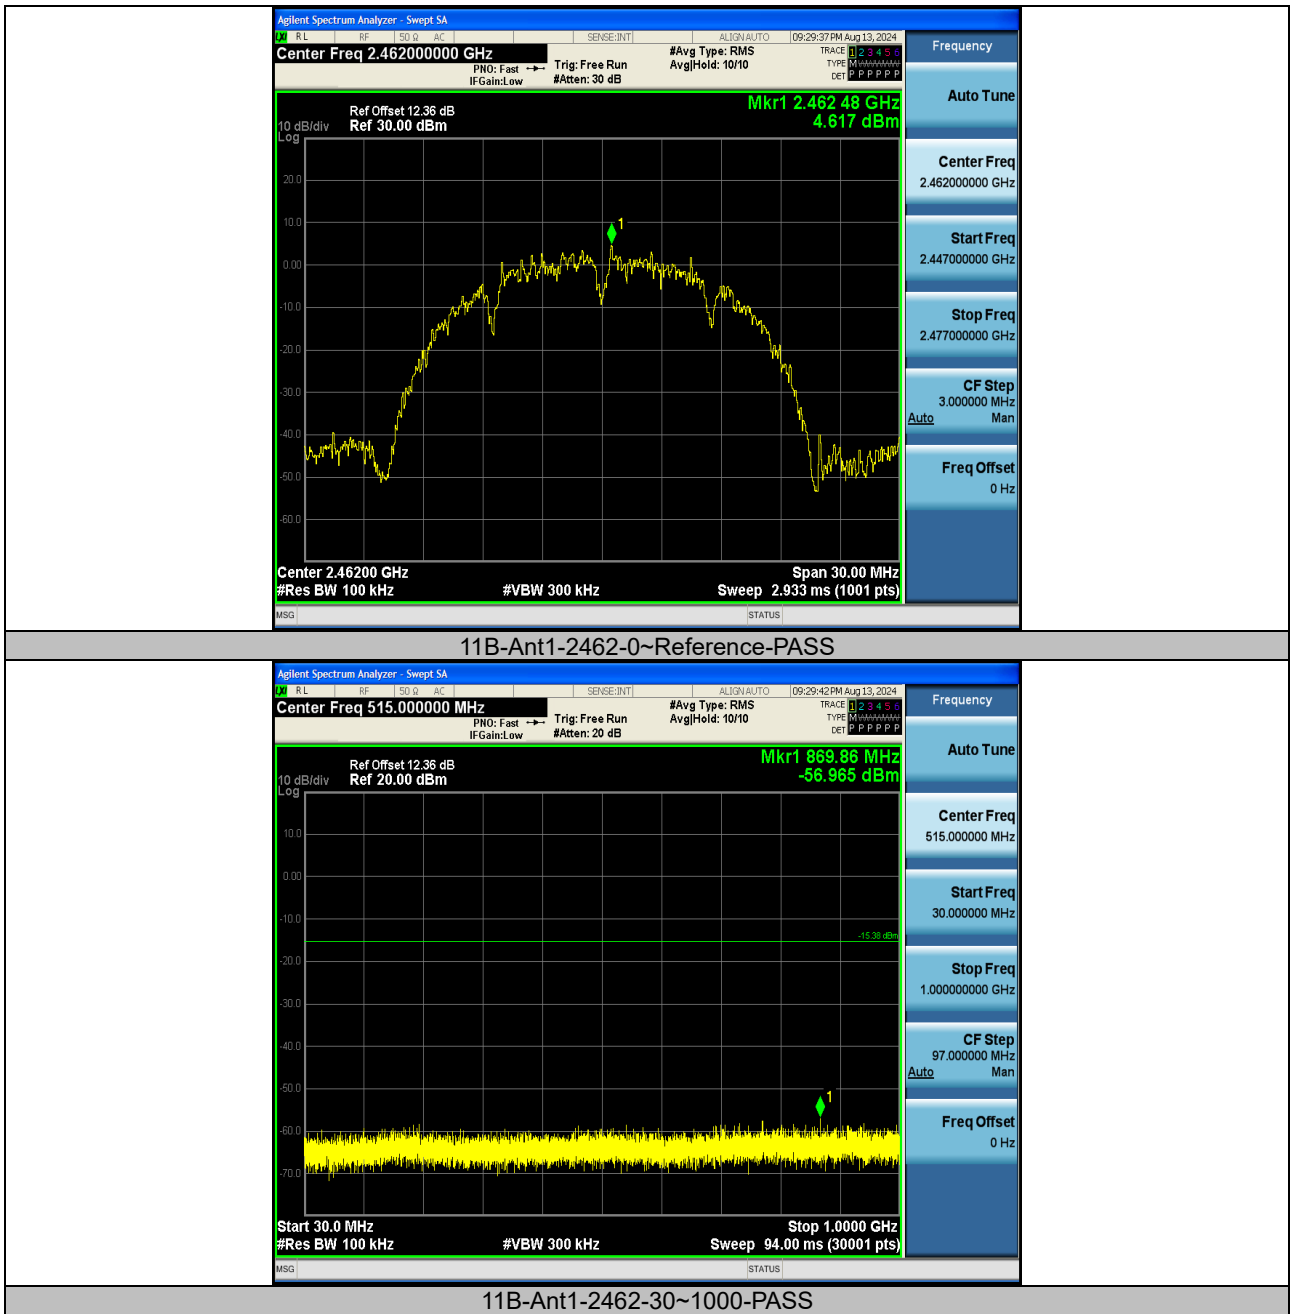 Agilent Spectrum Analyzer - Swept SA
RL RF 50 Ω AC SENSE:INT ALIGN AUTO 09:29:37 PM Aug 13, 2024
Center Freq 2.462000000 GHz
PNO: Fast
IFGain:Low
Trig: Free Run
#Atten: 30 dB
#Avg Type: RMS
Avg|Hold: 10/10
TRACE 1 2 3 4 5 6
TYPE M
DET P P P P P P
Frequency
Auto Tune
Center Freq
2.462000000 GHz
Start Freq
2.447000000 GHz
Stop Freq
2.477000000 GHz
CF Step
3.000000 MHz
Auto Man
Freq Offset
0 Hz
Mkr1 2.462 48 GHz
4.617 dBm
Ref Offset 12.36 dB
10 dB/div Ref 30.00 dBm
Log
1
20.0
10.0
0.00
-10.0
-20.0
-30.0
-40.0
-50.0
-60.0
Center 2.46200 GHz Span 30.00 MHz
#Res BW 100 kHz #VBW 300 kHz Sweep 2.933 ms (1001 pts)
MSG STATUS
11B-Ant1-2462-0~Reference-PASS
Agilent Spectrum Analyzer - Swept SA
RL RF 50 Ω AC SENSE:INT ALIGN AUTO 09:29:42 PM Aug 13, 2024
Center Freq 515.000000 MHz
PNO: Fast
IFGain:Low
Trig: Free Run
#Atten: 20 dB
#Avg Type: RMS
Avg|Hold: 10/10
TRACE 1 2 3 4 5 6
TYPE M
DET P P P P P P
Frequency
Auto Tune
Center Freq
515.000000 MHz
Start Freq
30.000000 MHz
Stop Freq
1.000000000 GHz
CF Step
97.000000 MHz
Auto Man
Freq Offset
0 Hz
Mkr1 869.86 MHz
-56.965 dBm
Ref Offset 12.36 dB
10 dB/div Ref 20.00 dBm
Log
10.0
0.00
-10.0
-15.38 dBm
-20.0
-30.0
-40.0
-50.0
1
-60.0
-70.0
Start 30.0 MHz Stop 1.0000 GHz
#Res BW 100 kHz #VBW 300 kHz Sweep 94.00 ms (30001 pts)
MSG STATUS
11B-Ant1-2462-30~1000-PASS